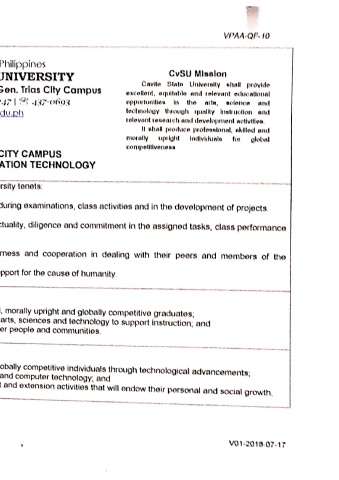 VPAA-QF-10
Philippines
UNIVERSITY
Gen. Trias City Campus
437-0693
du.ph
CvSU Mission
Cavite State University shall provide
excellent, equitable and relevant educational
opportunities in the arts, science and
technology through quality instruction and
relevant research and development activities.
It shall produce professional, skilled and
morally upright individuals for global
competitiveness
CITY CAMPUS
ATION TECHNOLOGY
rsity tenets:
during examinations, class activities and in the development of projects.
ctuality, diligence and commitment in the assigned tasks, class performance
rness and cooperation in dealing with their peers and members of the
pport for the cause of humanity.
, morally upright and globally competitive graduates;
arts, sciences and technology to support instruction; and
er people and communities.
obally competitive individuals through technological advancements;
and computer technology; and
t and extension activities that will endow their personal and social growth.
V01-2018-07-17